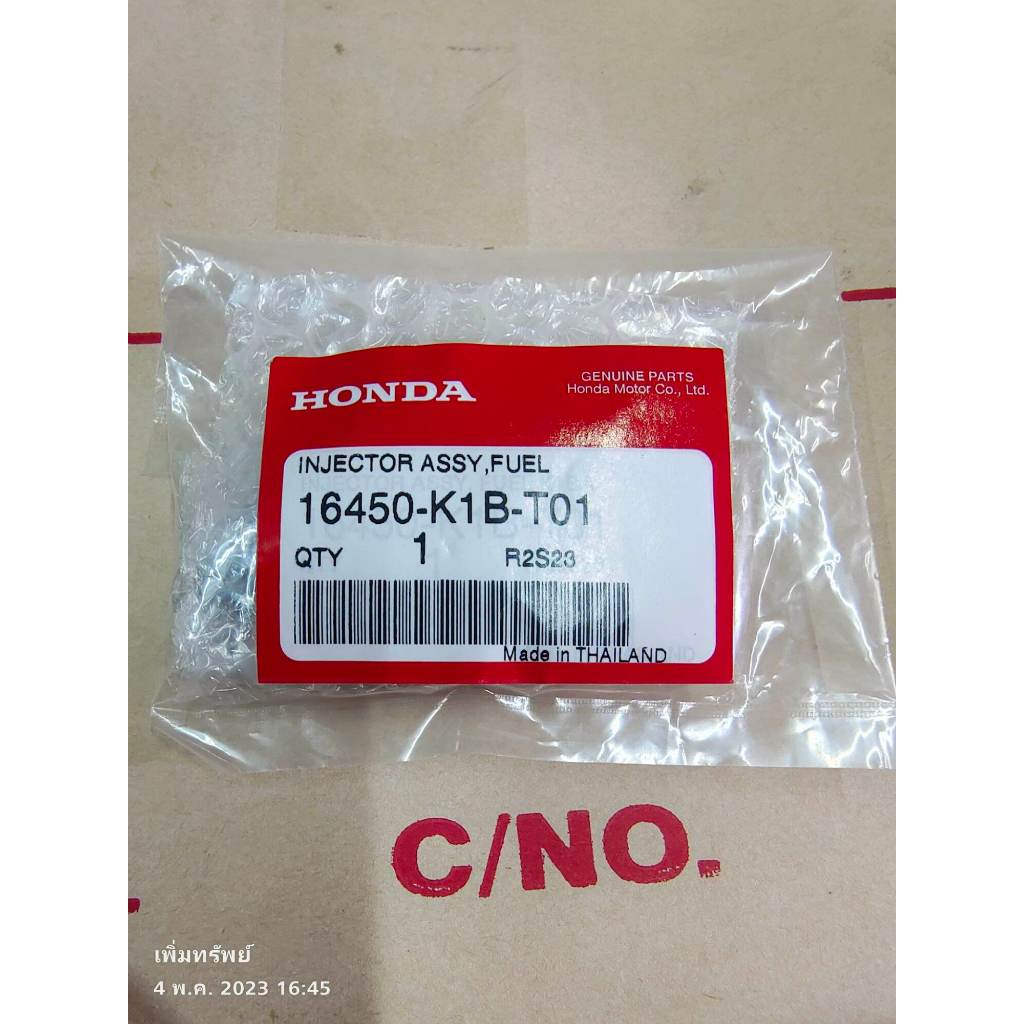 HONDA
GENUINE PARTS
Honda Motor Co., Ltd.
INJECTOR ASSY,FUEL
16450-K1B-T01
QTY 1 R2S23
Made in THAILAND
C/NO.
เพิ่มทรัพย์
4 พ.ค. 2023 16:45